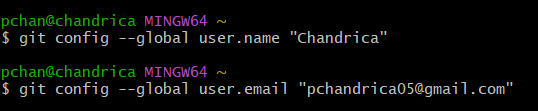 pchan@chandrica MINGW64 ~
$ git config --global user.name "Chandrica"
pchan@chandrica MINGW64 ~
$ git config --global user.email "pchandrica05@gmail.com"